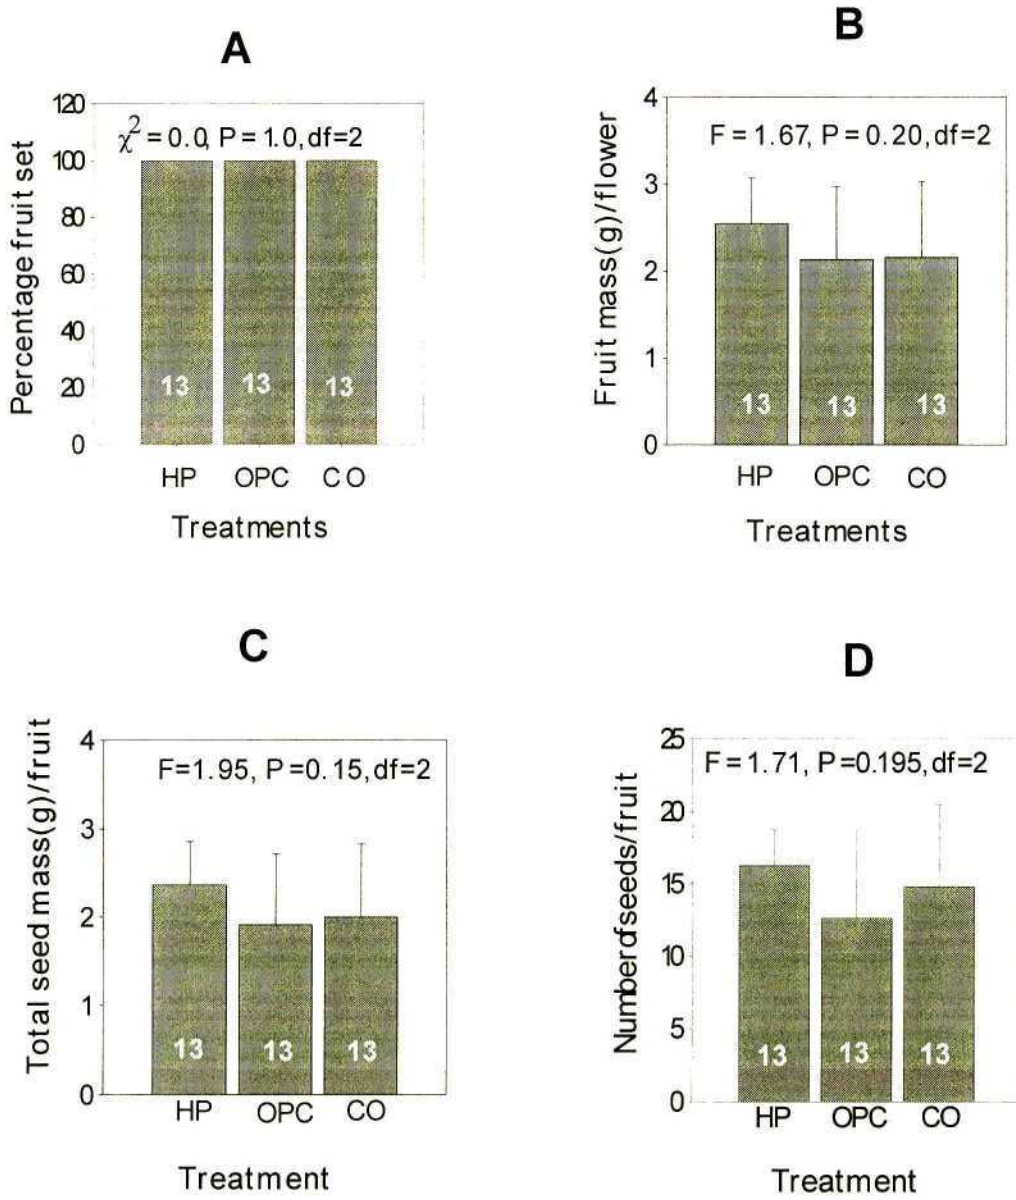 A
Percentage fruit set
120
100
80
60
40
20
0
χ² = 0.0, P = 1.0, df=2
13 13 13
HP OPC CO
Treatments
B
Fruit mass(g)/flower
4
3
2
1
0
F = 1.67, P = 0.20, df=2
13 13 13
HP OPC CO
Treatments
C
Total seed mass(g)/fruit
4
3
2
1
0
F=1.95, P=0.15, df=2
13 13 13
HP OPC CO
Treatment
D
Number of seeds/fruit
25
20
15
10
5
0
F = 1.71, P =0.195, df=2
13 13 13
HP OPC CO
Treatment